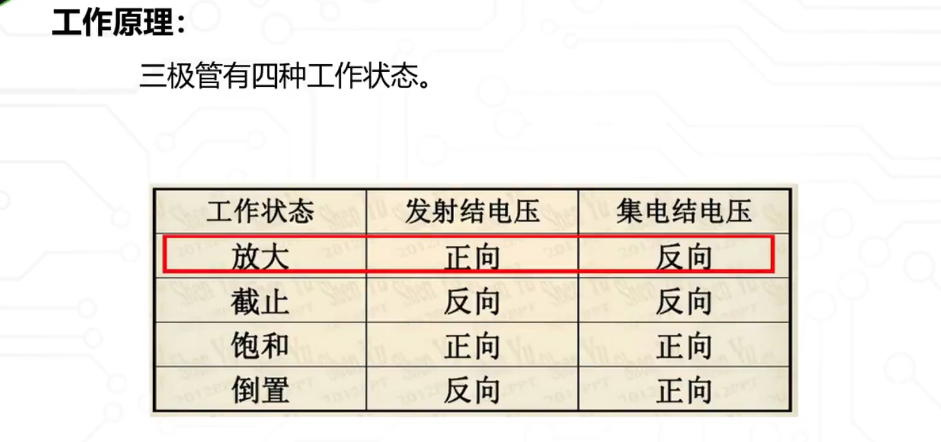 工作原理：
三极管有四种工作状态。
工作状态 发射结电压 集电结电压
放大 正向 反向
截止 反向 反向
饱和 正向 正向
倒置 反向 正向